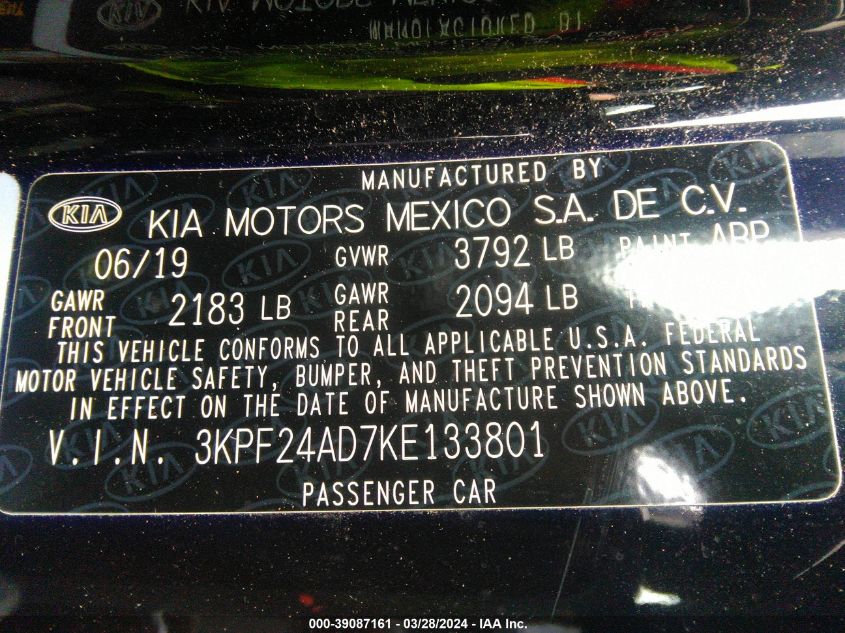 MANUFACTURED BY
KIA KIA MOTORS MEXICO S.A. DE C.V.
06/19 GVWR 3792 LB PAINT ABP
GAWR FRONT 2183 LB GAWR REAR 2094 LB
THIS VEHICLE CONFORMS TO ALL APPLICABLE U.S.A. FEDERAL
MOTOR VEHICLE SAFETY, BUMPER, AND THEFT PREVENTION STANDARDS
IN EFFECT ON THE DATE OF MANUFACTURE SHOWN ABOVE.
V.I.N. 3KPF24AD7KE133801
PASSENGER CAR
000-39087161 - 03/28/2024 - IAA Inc.